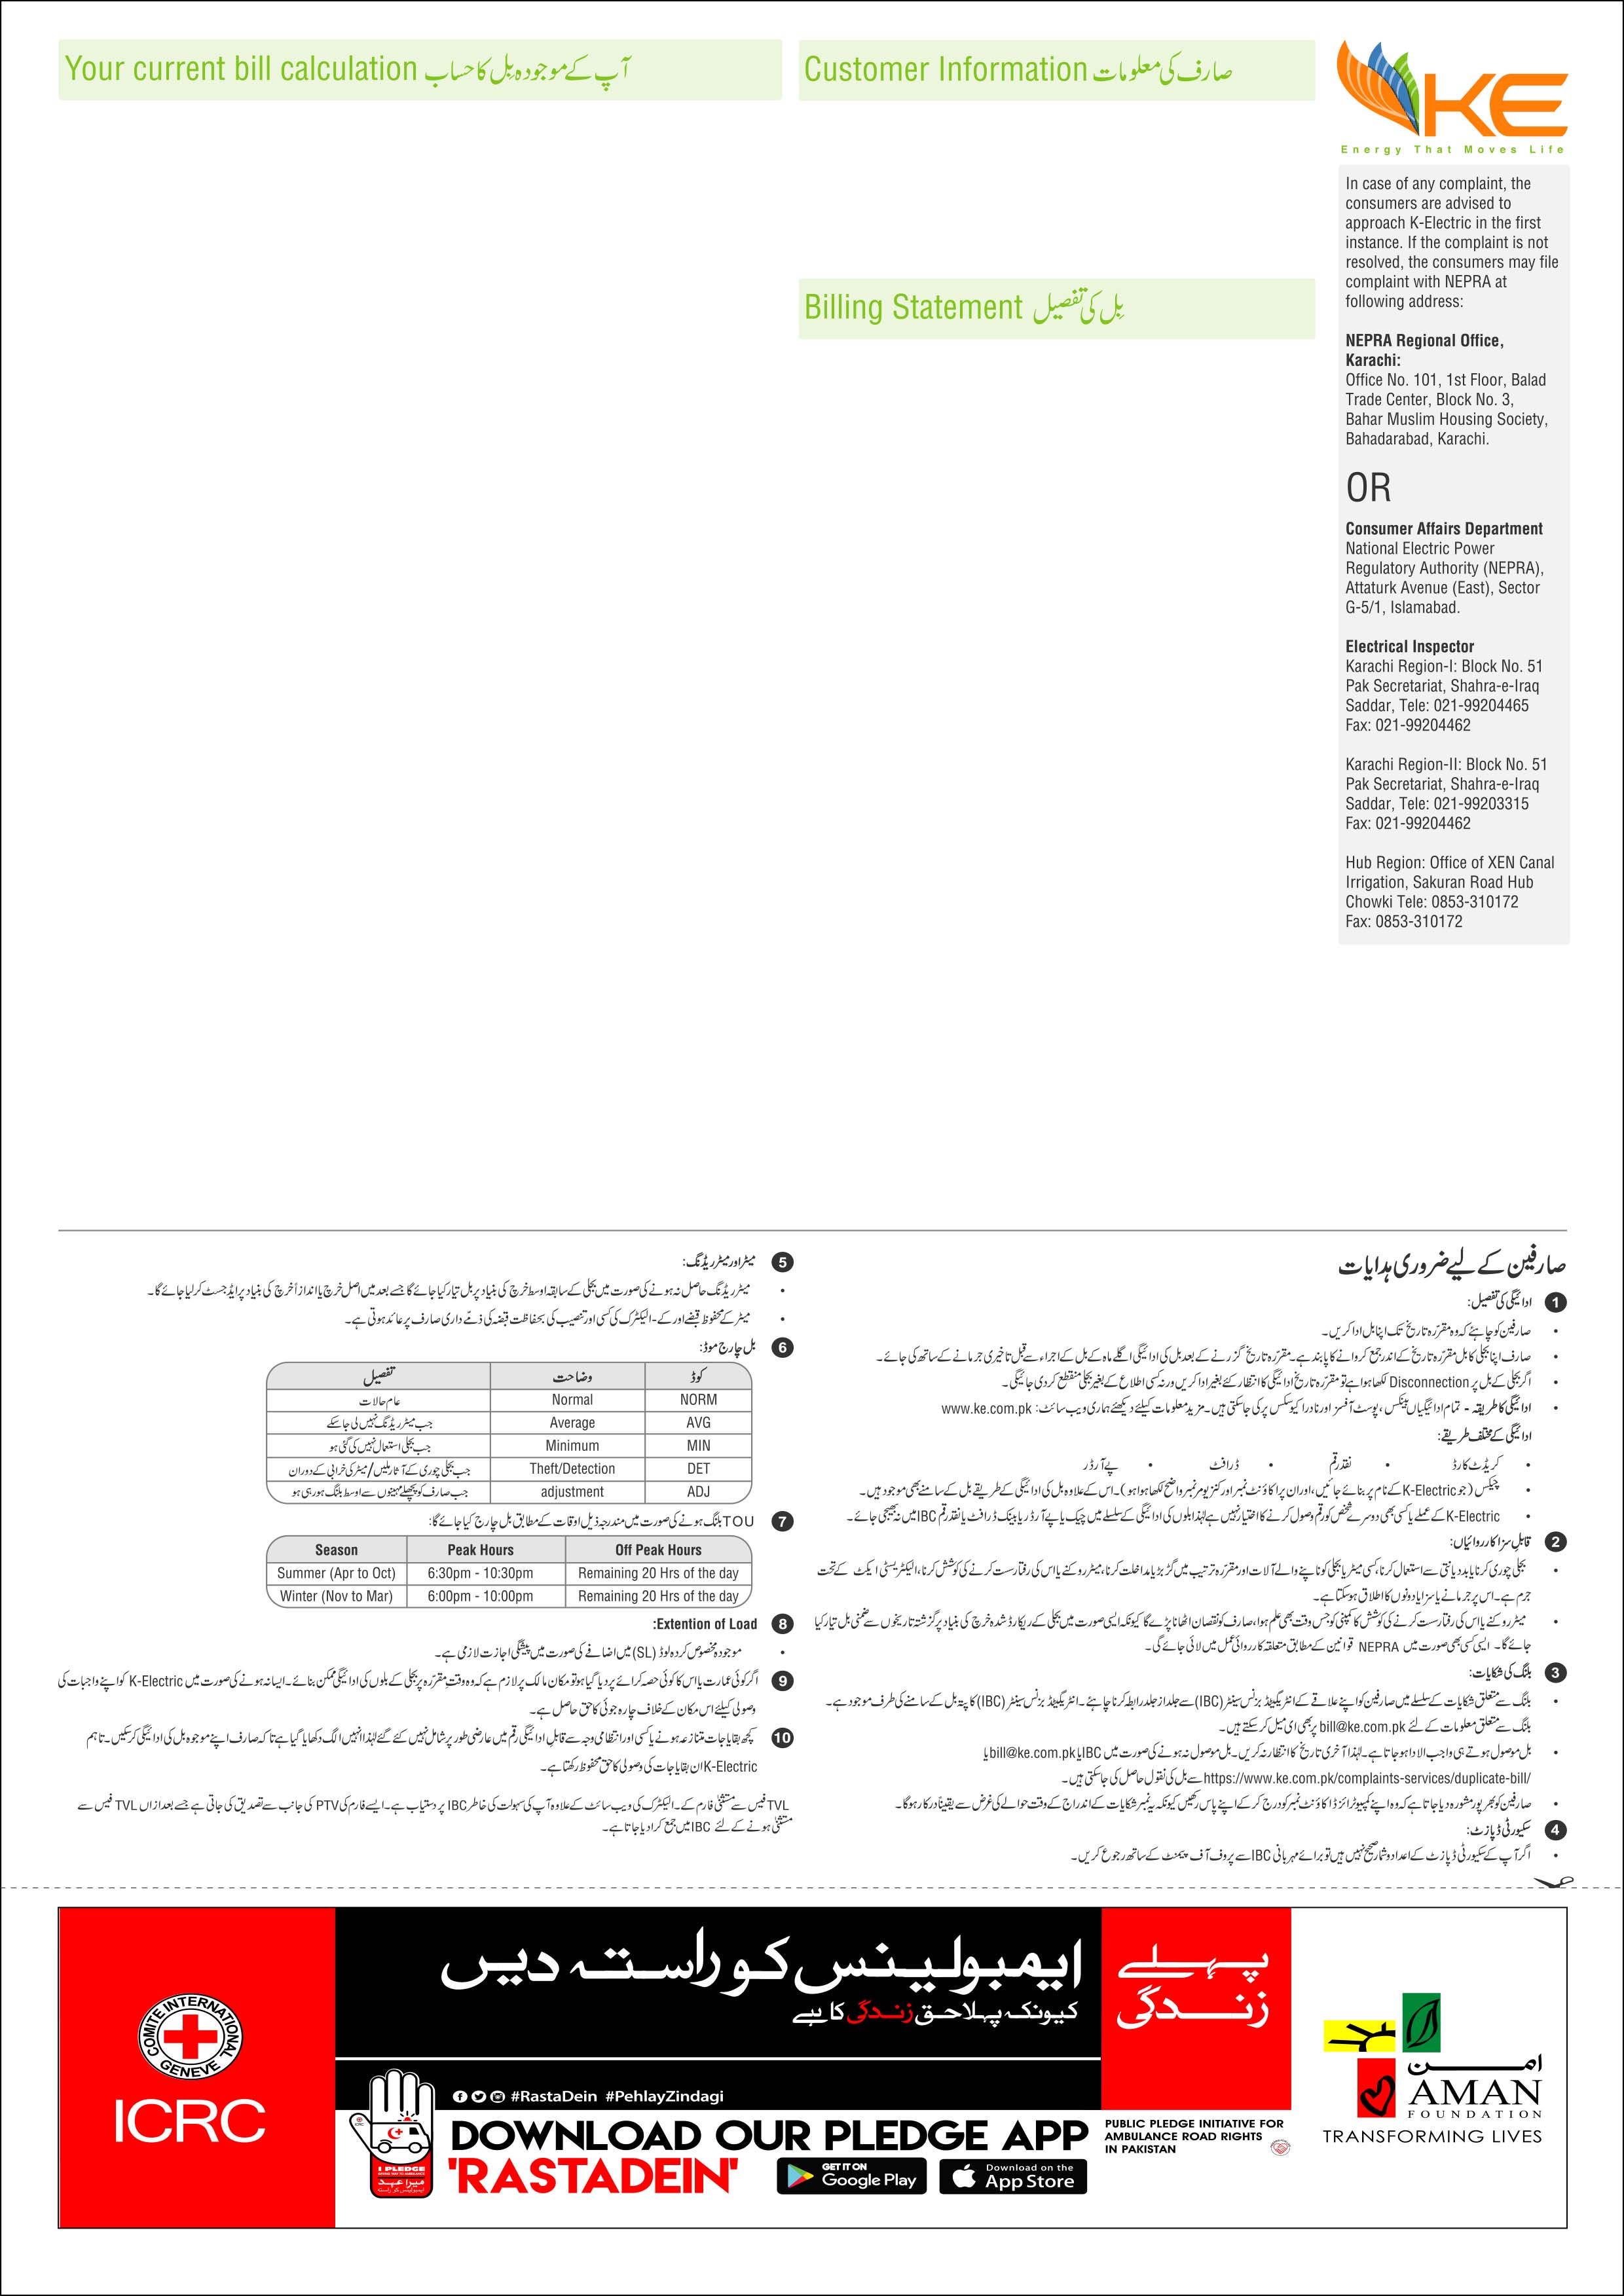 Your current bill calculation آپ کے موجودہ بِل کا حساب
Customer Information صارف کی معلومات
Billing Statement بِل کی تفصیل
KE
Energy That Moves Life
In case of any complaint, the
consumers are advised to
approach K-Electric in the first
instance. If the complaint is not
resolved, the consumers may file
complaint with NEPRA at
following address:
NEPRA Regional Office,
Karachi:
Office No. 101, 1st Floor, Balad
Trade Center, Block No. 3,
Bahar Muslim Housing Society,
Bahadarabad, Karachi.
OR
Consumer Affairs Department
National Electric Power
Regulatory Authority (NEPRA),
Attaturk Avenue (East), Sector
G-5/1, Islamabad.
Electrical Inspector
Karachi Region-I: Block No. 51
Pak Secretariat, Shahra-e-Iraq
Saddar, Tele: 021-99204465
Fax: 021-99204462
Karachi Region-II: Block No. 51
Pak Secretariat, Shahra-e-Iraq
Saddar, Tele: 021-99203315
Fax: 021-99204462
Hub Region: Office of XEN Canal
Irrigation, Sakuran Road Hub
Chowki Tele: 0853-310172
Fax: 0853-310172
صارفین کے لیے ضروری ہدایات
1 ادائیگی کی تفصیل:
• صارفین کو چاہئے کہ وہ مقررہ تاریخ تک اپنا بل ادا کریں۔
• صارف اپنا بجلی کا بل مقررہ تاریخ کے اندر جمع کروانے کا پابند ہے۔ مقررہ تاریخ گزرنے کے بعد بل کی ادائیگی اگلے ماہ کے بل کے اجراء سے قبل تاخیری جرمانے کے ساتھ کی جائے۔
• اگر بجلی کے بل پر Disconnection لکھا ہوا ہے تو مقررہ تاریخ ادائیگی کا انتظار کئے بغیر ادا کریں ورنہ کسی اطلاع کے بغیر بجلی منقطع کردی جائیگی۔
• ادائیگی کا طریقہ - تمام ادائیگیاں بینکس، پوسٹ آفسز اور نادرا کیوسکس پر کی جاسکتی ہیں۔ مزید معلومات کیلئے دیکھئے ہماری ویب سائٹ: www.ke.com.pk
ادائیگی کے مختلف طریقے:
• کریڈٹ کارڈ • نقد رقم • ڈرافٹ • پے آرڈر
• چیکس (جو K-Electric کے نام پر بنائے جائیں، اور ان پر اکاؤنٹ نمبر اور کنزیومر نمبر واضح لکھا ہوا ہو)۔ اس کے علاوہ بل کی ادائیگی کے طریقے بل کے سامنے بھی موجود ہیں۔
• K-Electric کے عملے یا کسی بھی دوسرے شخص کو رقم وصول کرنے کا اختیار نہیں ہے لہٰذا بلوں کی ادائیگی کے سلسلے میں چیک یا پے آرڈر یا بینک ڈرافٹ یا نقد رقم IBC میں نہ بھیجی جائے۔
2 قابلِ سزا کارروائیاں:
• بجلی چوری کرنا یا بددیانتی سے استعمال کرنا، کسی میٹر یا بجلی کو ناپنے والے آلات اور مقررہ ترتیب میں گڑبڑ یا مداخلت کرنا، میٹر روکنے یا اس کی رفتار سست کرنے کی کوشش کرنا، الیکٹریسٹی ایکٹ کے تحت
جرم ہے۔ اس پر جرمانے یا سزا یا دونوں کا اطلاق ہوسکتا ہے۔
• میٹر روکنے یا اس کی رفتار سست کرنے کی کوشش کا کمپنی کو جس وقت بھی علم ہوا، صارف کو نقصان اٹھانا پڑے گا کیونکہ ایسی صورت میں بجلی کے ریکارڈ شدہ خرچ کی بنیاد پر گزشتہ تاریخوں سے ضمنی بل تیار کیا
جائے گا۔ ایسی کسی بھی صورت میں NEPRA قوانین کے مطابق متعلقہ کارروائی عمل میں لائی جائے گی۔
3 بلنگ کی شکایات:
• بلنگ سے متعلق شکایات کے سلسلے میں صارفین کو اپنے علاقے کے انٹریگیٹڈ بزنس سینٹر (IBC) سے جلد از جلد رابطہ کرنا چاہئے۔ انٹریگیٹڈ بزنس سینٹر (IBC) کا پتہ بل کے سامنے کی طرف موجود ہے۔
بلنگ سے متعلق معلومات کے لئے bill@ke.com.pk پر بھی ای میل کر سکتے ہیں۔
• بل موصول ہوتے ہی واجب الادا ہو جاتا ہے۔ لہٰذا آخری تاریخ کا انتظار نہ کریں۔ بل موصول نہ ہونے کی صورت میں IBC یا bill@ke.com.pk یا
https://www.ke.com.pk/complaints-services/duplicate-bill/ سے بل کی نقول حاصل کی جاسکتی ہیں۔
• صارفین کو بھرپور مشورہ دیا جاتا ہے کہ وہ اپنے کمپیوٹرائزڈ اکاؤنٹ نمبر کو درج کرکے اپنے پاس رکھیں کیونکہ یہ نمبر شکایات کے اندراج کے وقت حوالے کی غرض سے یقیناً درکار ہوگا۔
4 سکیورٹی ڈپازٹ:
• اگر آپ کے سکیورٹی ڈپازٹ کے اعداد و شمار صحیح نہیں ہیں تو برائے مہربانی IBC سے پروف آف پیمنٹ کے ساتھ رجوع کریں۔
5 میٹر اور میٹر ریڈنگ:
• میٹر ریڈنگ حاصل نہ ہونے کی صورت میں بجلی کے سابقہ اوسط خرچ کی بنیاد پر بل تیار کیا جائے گا جسے بعد میں اصل خرچ یا اندازاً خرچ کی بنیاد پر ایڈجسٹ کرلیا جائے گا۔
• میٹر کے محفوظ قبضے اور کے-الیکٹرک کی کسی اور تنصیب کی بحفاظت قبضہ کی ذمّے داری صارف پر عائد ہوتی ہے۔
6 بل چارج موڈ:
کوڈ وضاحت تفصیل
NORM Normal عام حالات
AVG Average جب میٹر ریڈنگ نہیں لی جاسکے
MIN Minimum جب بجلی استعمال نہیں کی گئی ہو
DET Theft/Detection جب بجلی چوری کے آثار ملیں/میٹر کی خرابی کے دوران
ADJ adjustment جب صارف کو پچھلے مہینوں سے اوسط بلنگ ہورہی ہو
7 TOU بلنگ ہونے کی صورت میں مندرجہ ذیل اوقات کے مطابق بل چارج کیا جائے گا:
Season Peak Hours Off Peak Hours
Summer (Apr to Oct) 6:30pm - 10:30pm Remaining 20 Hrs of the day
Winter (Nov to Mar) 6:00pm - 10:00pm Remaining 20 Hrs of the day
8 Extention of Load:
• موجودہ مخصوص کردہ لوڈ (SL) میں اضافے کی صورت میں پیشگی اجازت لازمی ہے۔
9 اگر کوئی عمارت یا اس کا کوئی حصہ کرائے پر دیا گیا ہو تو مکان مالک پر لازم ہے کہ وہ وقتِ مقررہ پر بجلی کے بلوں کی ادائیگی ممکن بنائے۔ ایسا نہ ہونے کی صورت میں K-Electric کو اپنے واجبات کی
وصولی کیلئے اس مکان کے خلاف چارہ جوئی کا حق حاصل ہے۔
10 کچھ بقایاجات متنازعہ ہونے یا کسی اور انتظامی وجہ سے قابلِ ادائیگی رقم میں عارضی طور پر شامل نہیں کئے گئے لہٰذا انہیں الگ دکھایا گیا ہے تاکہ صارف اپنے موجودہ بل کی ادائیگی کرسکیں۔ تاہم
K-Electric ان بقایاجات کی وصولی کا حق محفوظ رکھتا ہے۔
TVL فیس سے مستثنیٰ فارم کے-الیکٹرک کی ویب سائٹ کے علاوہ آپ کی سہولت کی خاطر IBC پر دستیاب ہے۔ ایسے فارم کی PTV کی جانب سے تصدیق کی جاتی ہے جسے بعد ازاں TVL فیس سے
مستثنیٰ ہونے کے لئے IBC میں جمع کرادیا جاتا ہے۔
COMITE INTERNATIONAL GENEVE
ICRC
ایمبولینس کو راستہ دیں
کیونکہ پہلا حق زندگی کا ہے
پہلے
زندگی
#RastaDein #PehlayZindagi
DOWNLOAD OUR PLEDGE APP
'RASTADEIN'
GET IT ON
Google Play
Download on the
App Store
I PLEDGE
میرا عہد
PUBLIC PLEDGE INITIATIVE FOR
AMBULANCE ROAD RIGHTS
IN PAKISTAN
امن
AMAN
FOUNDATION
TRANSFORMING LIVES